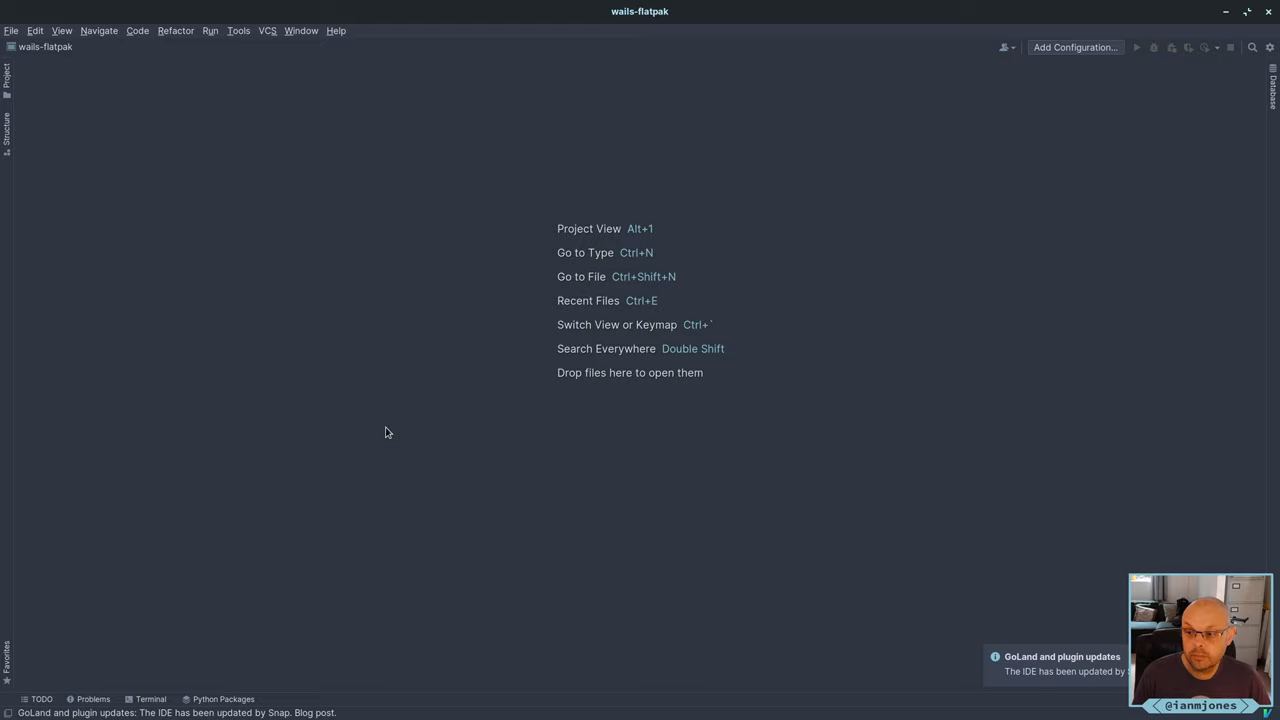 wails-flatpak
File Edit View Navigate Code Refactor Run Tools VCS Window Help
wails-flatpak
Add Configuration...
Project
Structure
Database
Project View Alt+1
Go to Type Ctrl+N
Go to File Ctrl+Shift+N
Recent Files Ctrl+E
Switch View or Keymap Ctrl+`
Search Everywhere Double Shift
Drop files here to open them
Favorites
GoLand and plugin updates
The IDE has been updated by
@ianmjones
TODO Problems Terminal Python Packages
GoLand and plugin updates: The IDE has been updated by Snap. Blog post.